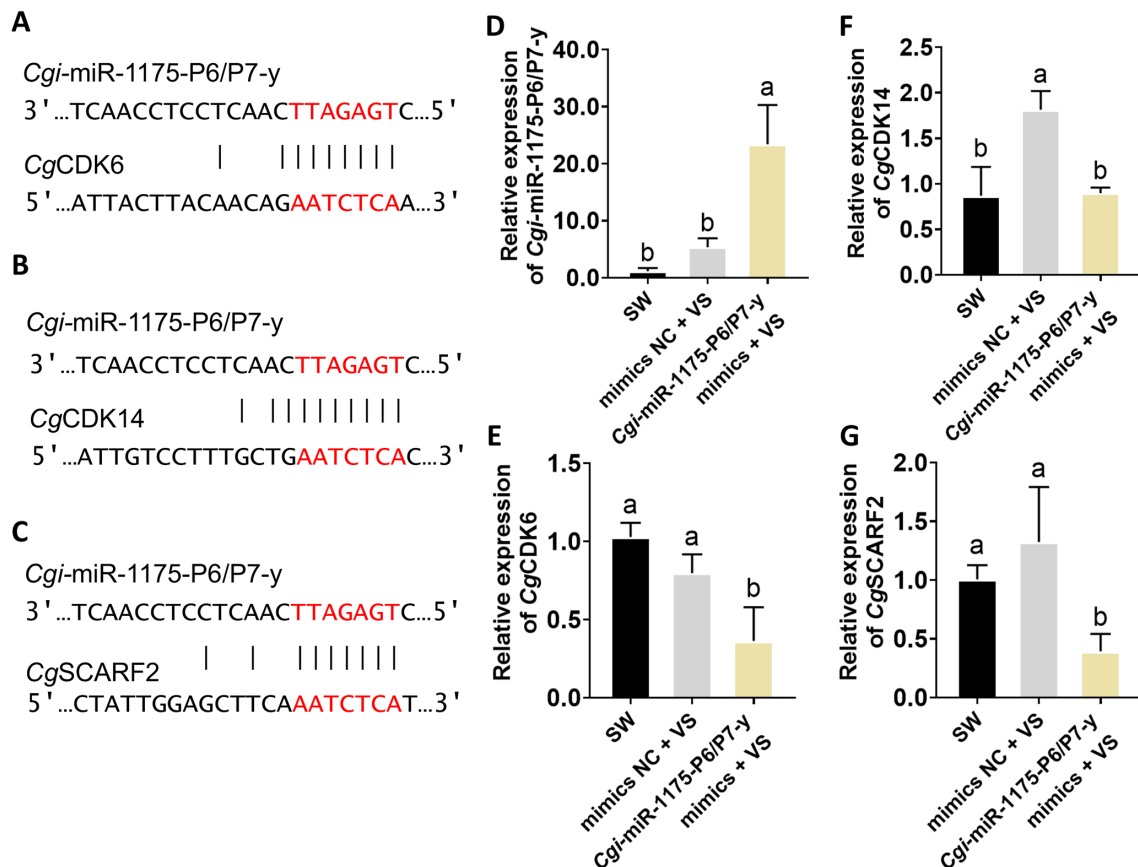 A
Cgi-miR-1175-P6/P7-y
3'...TCAACCTCCTCAACTTAGAGTC...5'
CgCDK6
5'...ATTACTTACAACAGAATCTCAA...3'
B
Cgi-miR-1175-P6/P7-y
3'...TCAACCTCCTCAACTTAGAGTC...5'
CgCDK14
5'...ATTGTCCTTTGCTGAATCTCAC...3'
C
Cgi-miR-1175-P6/P7-y
3'...TCAACCTCCTCAACTTAGAGTC...5'
CgSCARF2
5'...CTATTGGAGCTTCAAATCTCAT...3'
D
Relative expression
of Cgi-miR-1175-P6/P7-y
40.0
30.0
20.0
10.0
0.0
b
b
a
SW
mimics NC + VS
Cgi-miR-1175-P6/P7-y
mimics + VS
E
Relative expression
of CgCDK6
1.5
1.0
0.5
0.0
a
a
b
SW
mimics NC + VS
Cgi-miR-1175-P6/P7-y
mimics + VS
F
Relative expression
of CgCDK14
2.5
2.0
1.5
1.0
0.5
0.0
b
a
b
SW
mimics NC + VS
Cgi-miR-1175-P6/P7-y
mimics + VS
G
Relative expression
of CgSCARF2
2.0
1.5
1.0
0.5
0.0
a
a
b
SW
mimics NC + VS
Cgi-miR-1175-P6/P7-y
mimics + VS